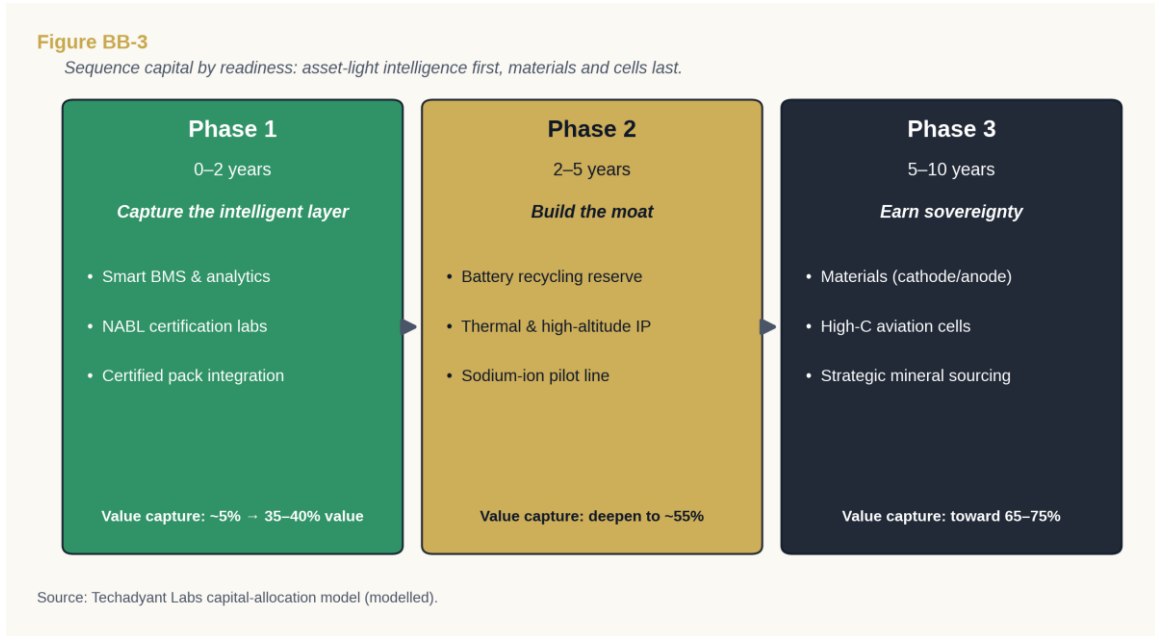 Figure BB-3
Sequence capital by readiness: asset-light intelligence first, materials and cells last.
Phase 1
0–2 years
Capture the intelligent layer
• Smart BMS & analytics
• NABL certification labs
• Certified pack integration
Value capture: ~5% → 35–40% value
Phase 2
2–5 years
Build the moat
• Battery recycling reserve
• Thermal & high-altitude IP
• Sodium-ion pilot line
Value capture: deepen to ~55%
Phase 3
5–10 years
Earn sovereignty
• Materials (cathode/anode)
• High-C aviation cells
• Strategic mineral sourcing
Value capture: toward 65–75%
Source: Techadyant Labs capital-allocation model (modelled).